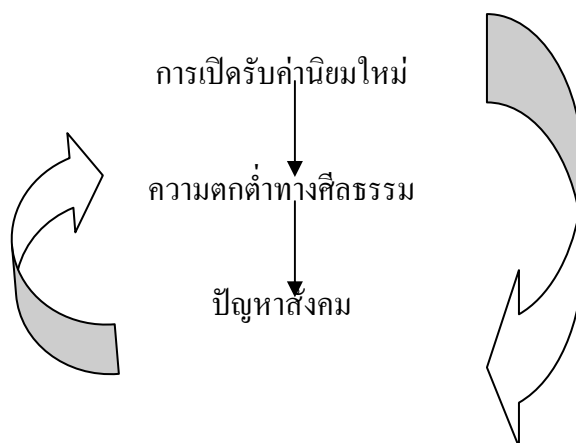 การเปิดรับค่านิยมใหม่
ความตกต่ำทางศีลธรรม
ปัญหาสังคม